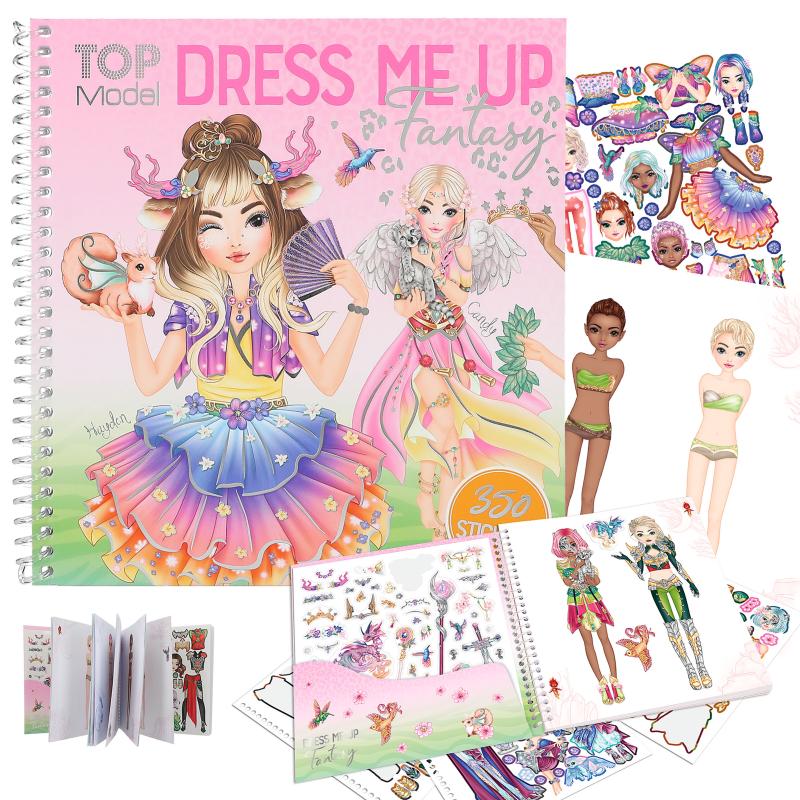 TOP
Model
DRESS ME UP
Fantasy
Candy
Hayden
350
DRESS ME UP
Fantasy